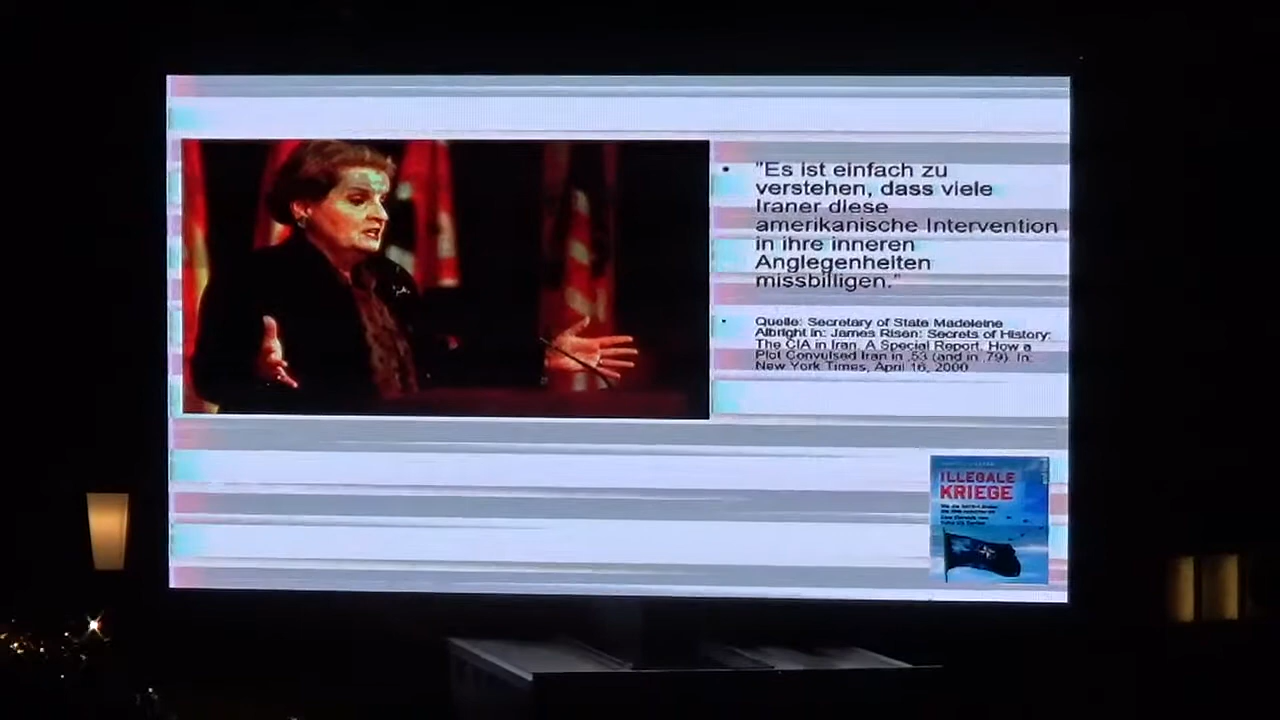 "Es ist einfach zu
verstehen, dass viele
Iraner diese
amerikanische Intervention
in ihre inneren
Anglegenheiten
missbilligen."
Quelle: Secretary of State Madeleine
Albright in: James Risen: Secrets of History:
The CIA in Iran, A Special Report. How a
Plot Convulsed Iran in '53 (and in '79). In:
New York Times, April 16, 2000
ILLEGALE
KRIEGE